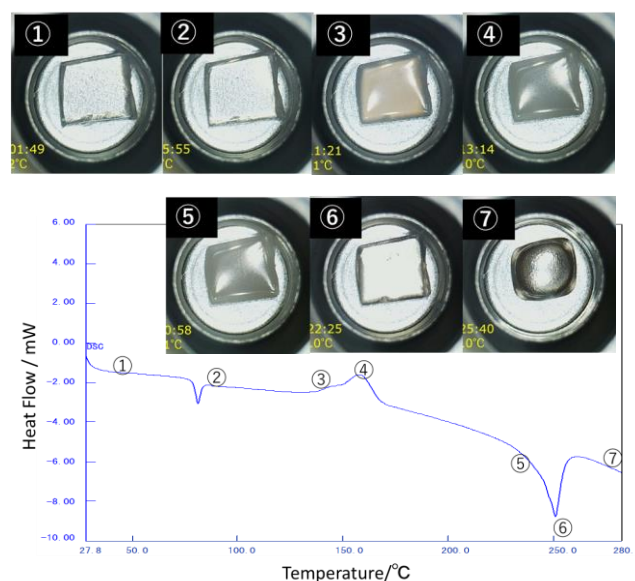 ① ② ③ ④
01:49 5:55 1:21 13:14
2℃ ℃ 1℃ 0℃
⑤ ⑥ ⑦
0:58 22:25 25:40
1℃ 0℃ 0℃
6.00
4.00
2.00
0.00
DSC
-2.00
-4.00
-6.00
-8.00
-10.00
Heat Flow / mW
① ② ③ ④ ⑤ ⑥ ⑦
27.8 50.0 100.0 150.0 200.0 250.0 280.
Temperature/℃